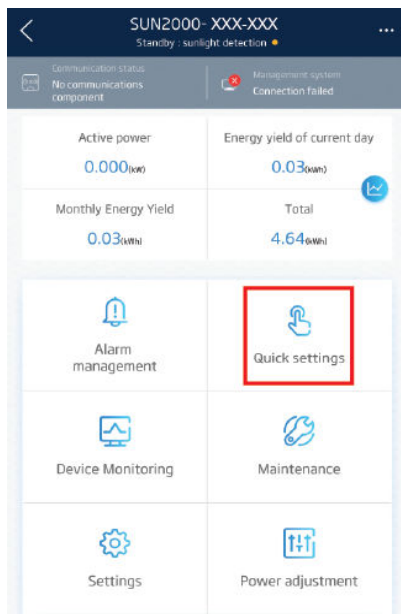 SUN2000- XXX-XXX
Standby : sunlight detection
Communication status
No communications
component
Management system
Connection failed
Active power
0.000(kW)
Energy yield of current day
0.03(kWh)
Monthly Energy Yield
0.03(kWh)
Total
4.64(kWh)
Alarm
management
Quick settings
Device Monitoring
Maintenance
Settings
Power adjustment